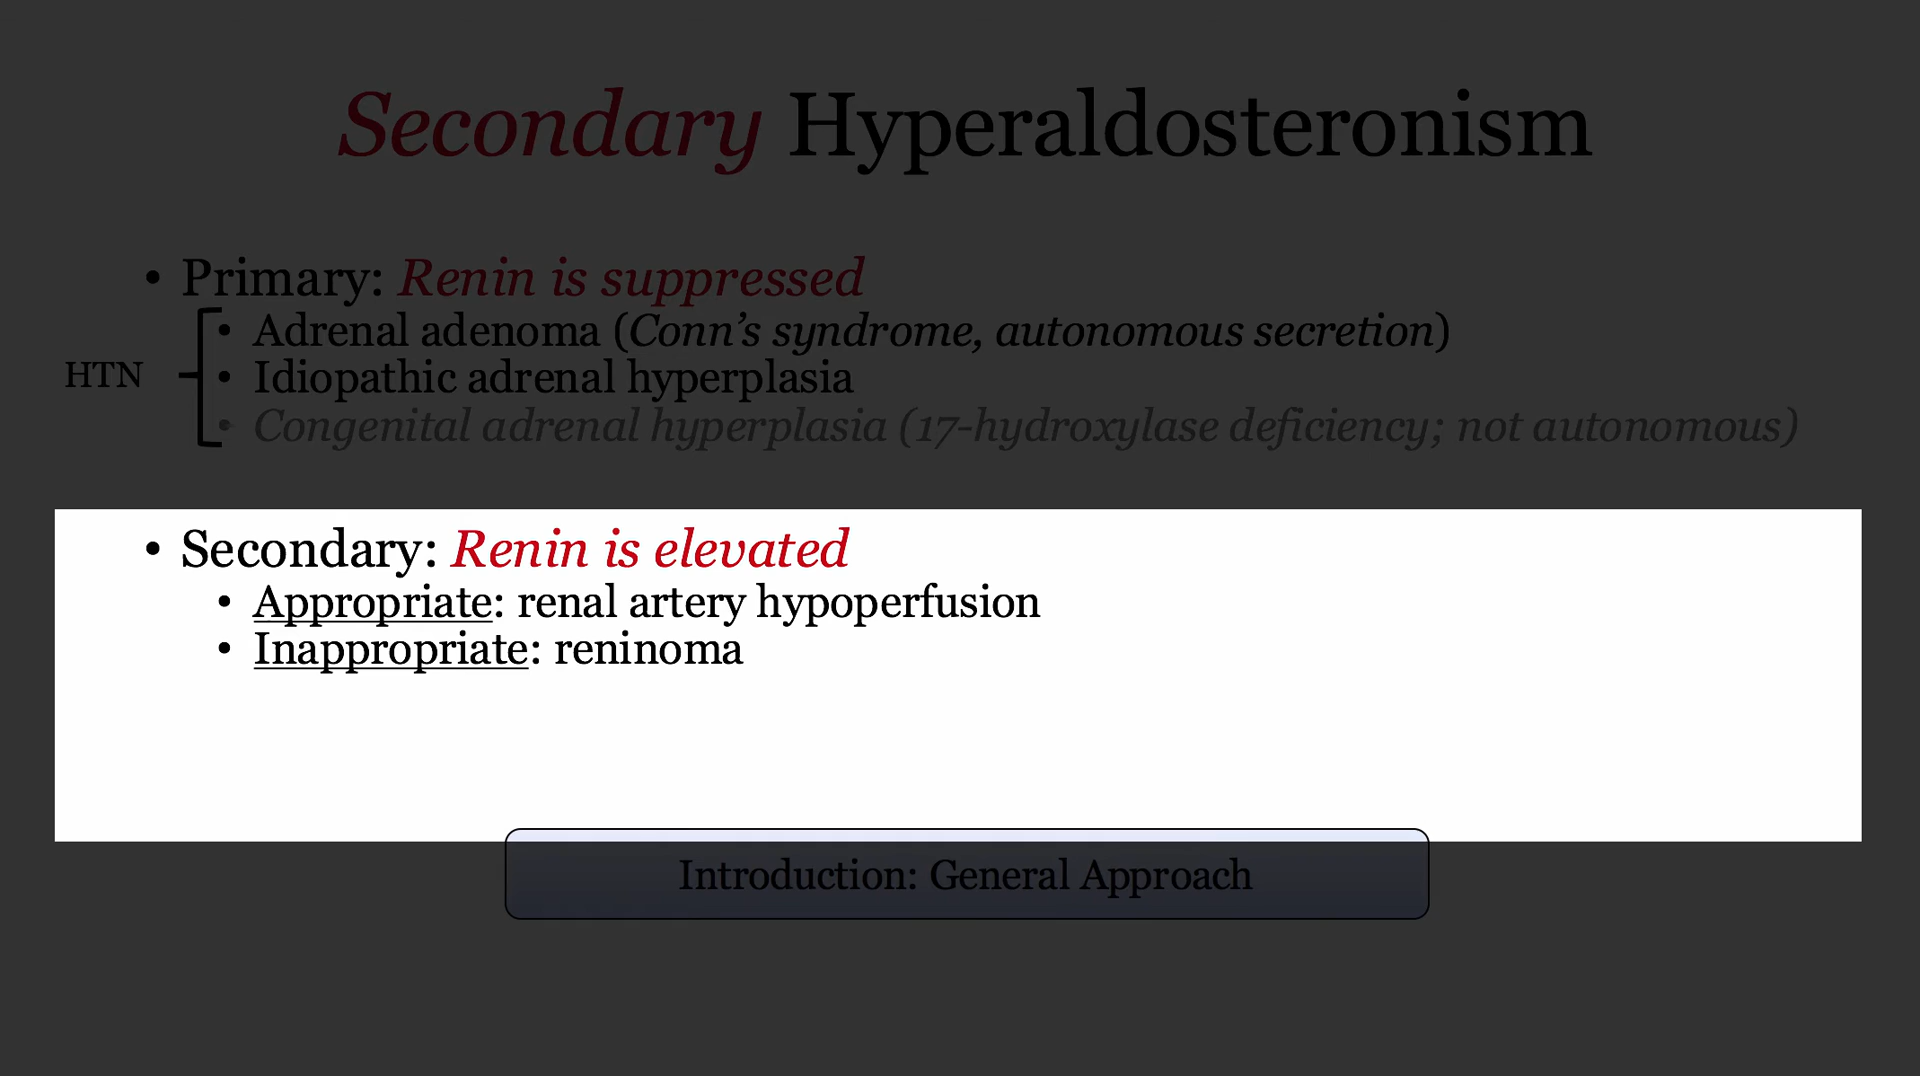 Secondary Hyperaldosteronism
• Primary: Renin is suppressed
• Adrenal adenoma (Conn’s syndrome, autonomous secretion)
HTN
• Idiopathic adrenal hyperplasia
• Congenital adrenal hyperplasia (17-hydroxylase deficiency; not autonomous)
• Secondary: Renin is elevated
• Appropriate: renal artery hypoperfusion
• Inappropriate: reninoma
Introduction: General Approach